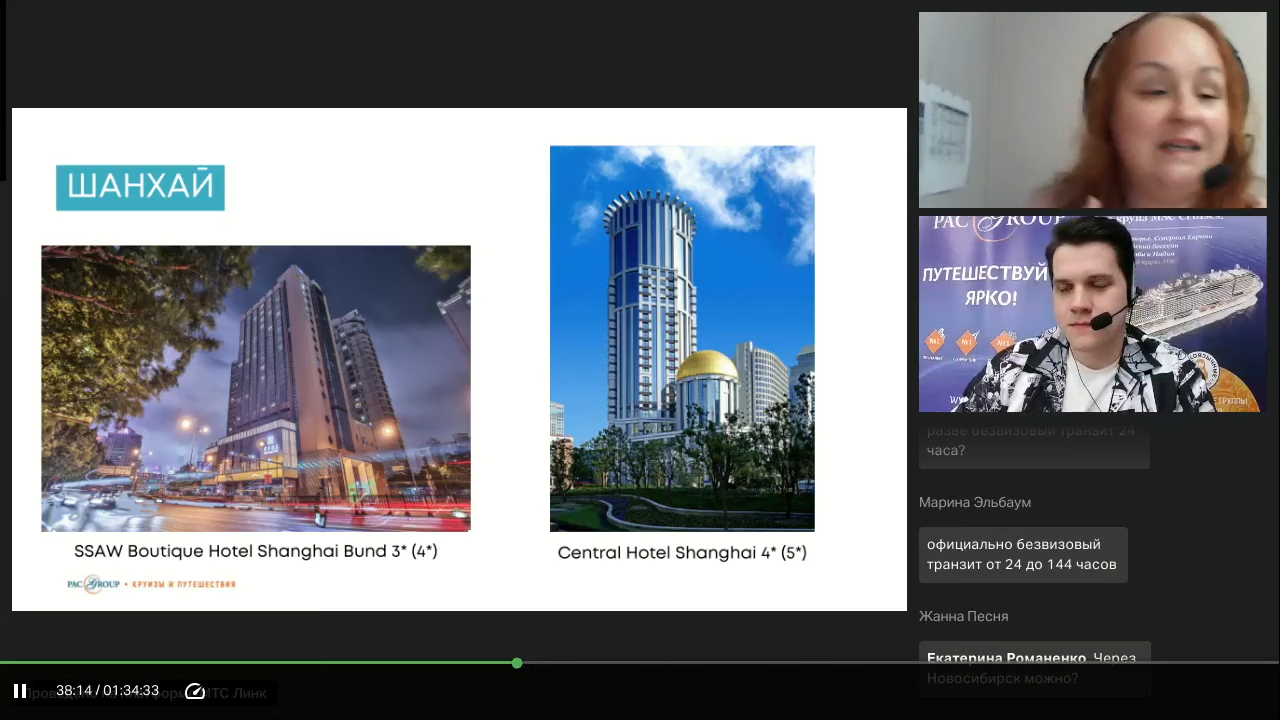 ШАНХАЙ
SSAW Boutique Hotel Shanghai Bund 3* (4*)
Central Hotel Shanghai 4* (5*)
PAC GROUP • КРУИЗЫ И ПУТЕШЕСТВИЯ
PAC GROUP
ПУТЕШЕСТВУЙ
ЯРКО!
разве безвизовый транзит 24
часа?
Марина Эльбаум
официально безвизовый
транзит от 24 до 144 часов
Жанна Песня
Екатерина Романенко, Через
Новосибирск можно?
38:14 / 01:34:33
МТС Линк